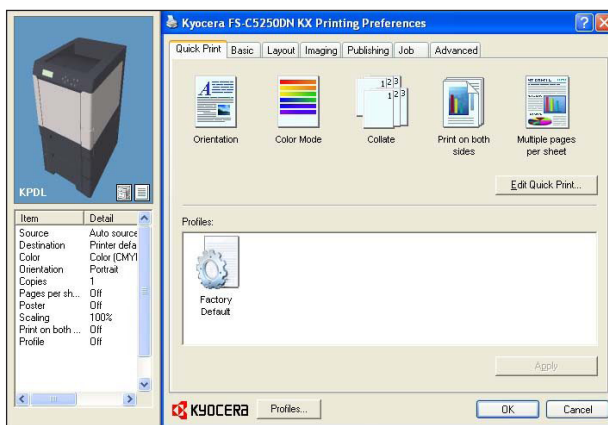 Kyocera FS-C5250DN KX Printing Preferences
Quick Print Basic Layout Imaging Publishing Job Advanced
Orientation
Color Mode
Collate
Print on both sides
Multiple pages per sheet
Edit Quick Print...
Profiles:
Factory Default
Apply
KYOCERA
Profiles...
OK
Cancel
KPDL
Item Detail
Source Auto source
Destination Printer defa
Color Color (CMY
Orientation Portrait
Copies 1
Pages per sh... Off
Poster Off
Scaling 100%
Print on both ... Off
Profile Off